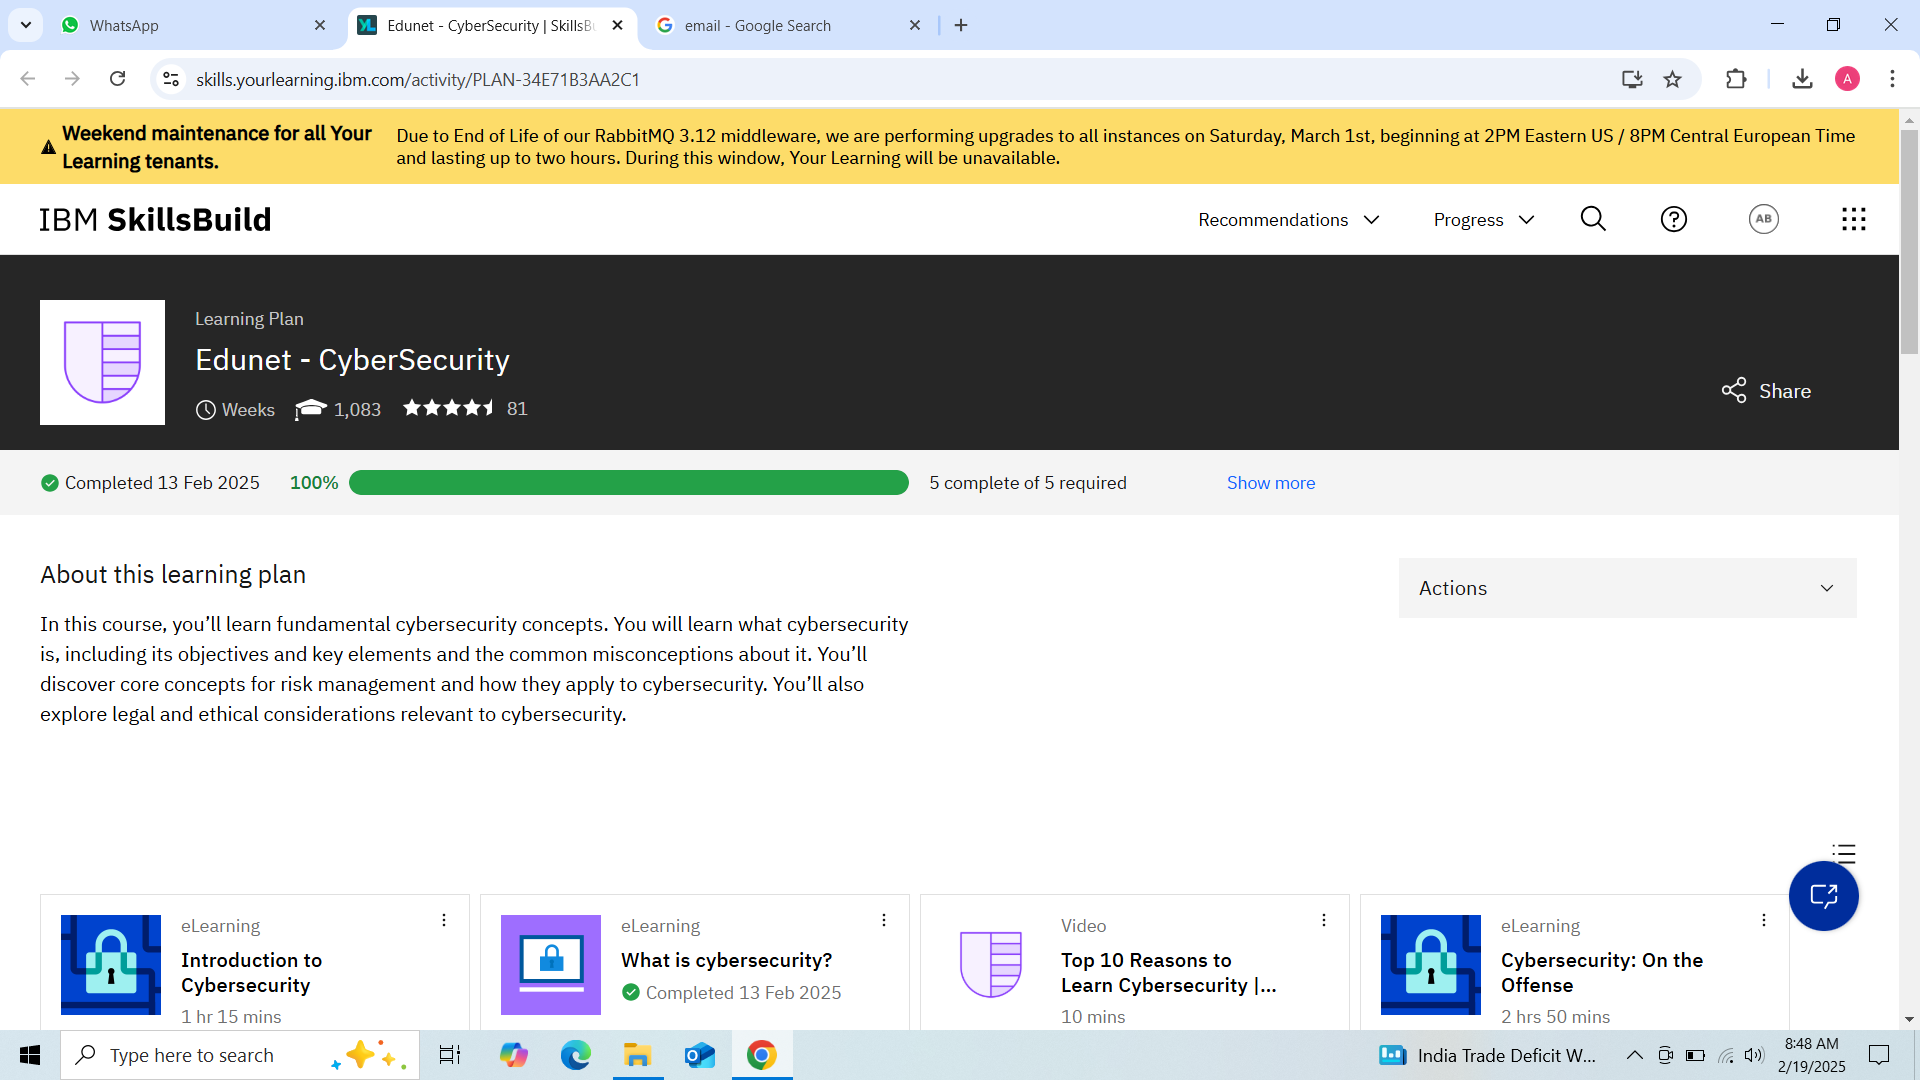 WhatsApp
Edunet - CyberSecurity | SkillsBu
email - Google Search
skills.yourlearning.ibm.com/activity/PLAN-34E71B3AA2C1
A
Weekend maintenance for all Your
Learning tenants.
Due to End of Life of our RabbitMQ 3.12 middleware, we are performing upgrades to all instances on Saturday, March 1st, beginning at 2PM Eastern US / 8PM Central European Time
and lasting up to two hours. During this window, Your Learning will be unavailable.
IBM SkillsBuild
Recommendations
Progress
AB
Learning Plan
Edunet - CyberSecurity
Weeks
1,083
81
Share
Completed 13 Feb 2025
100%
5 complete of 5 required
Show more
About this learning plan
Actions
In this course, you’ll learn fundamental cybersecurity concepts. You will learn what cybersecurity
is, including its objectives and key elements and the common misconceptions about it. You’ll
discover core concepts for risk management and how they apply to cybersecurity. You’ll also
explore legal and ethical considerations relevant to cybersecurity.
eLearning
Introduction to
Cybersecurity
1 hr 15 mins
eLearning
What is cybersecurity?
Completed 13 Feb 2025
Video
Top 10 Reasons to
Learn Cybersecurity |...
10 mins
eLearning
Cybersecurity: On the
Offense
2 hrs 50 mins
Type here to search
India Trade Deficit W...
8:48 AM
2/19/2025